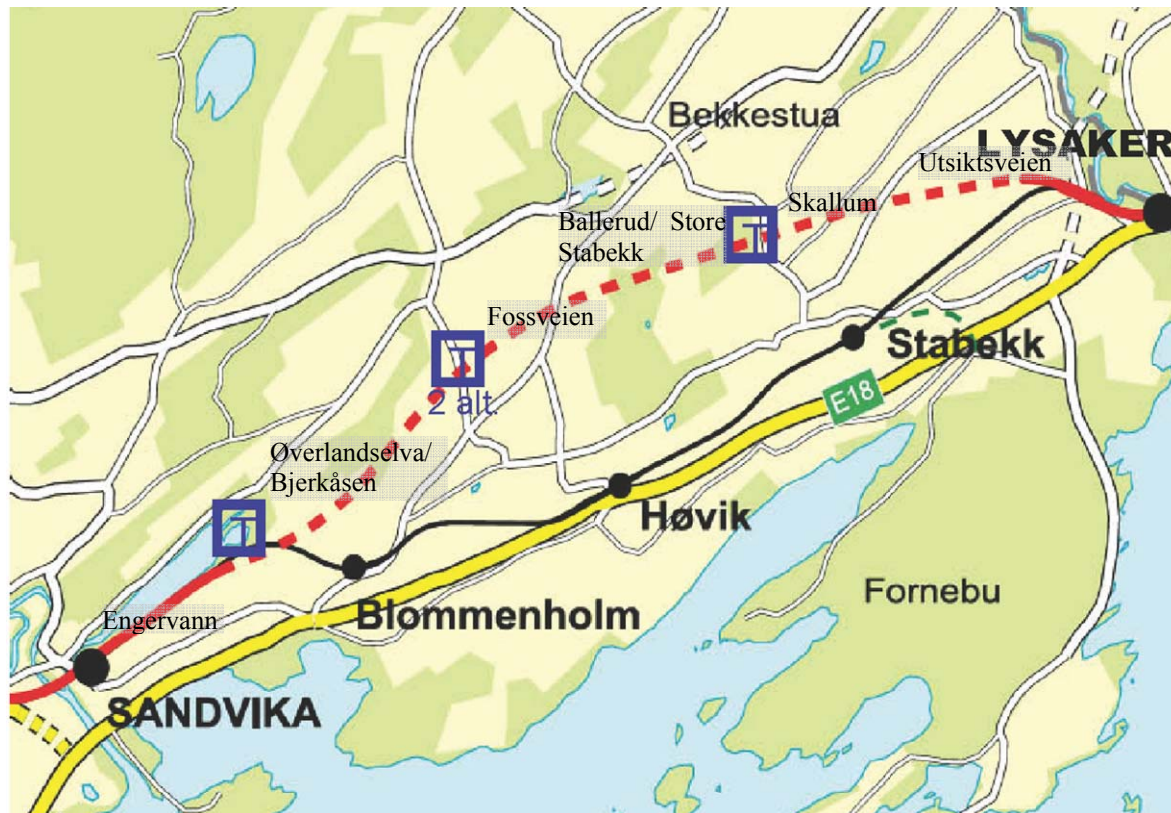 Bekkestua
LYSAKER
Utsiktsveien
Skallum
Ballerud/ Store
Stabekk
T
Fossveien
T
2 alt.
Stabekk
E18
Øverlandselva/
Bjerkåsen
T
Høvik
Fornebu
Engervann
Blommenholm
SANDVIKA